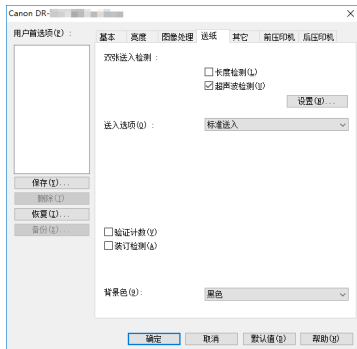 Canon DR-
用户首选项(P) :
基本 亮度 图像处理 送纸 其它 前压印机 后压印机
双张送入检测 :
长度检测(L)
超声波检测(U)
设置(W)...
送入选项(O) :
标准送入
保存(I)...
删除(T)
恢复(I)...
备份(K)...
验证计数(Y)
装订检测(A)
背景色(9):
黑色
确定 取消 默认值(D) 帮助(H)